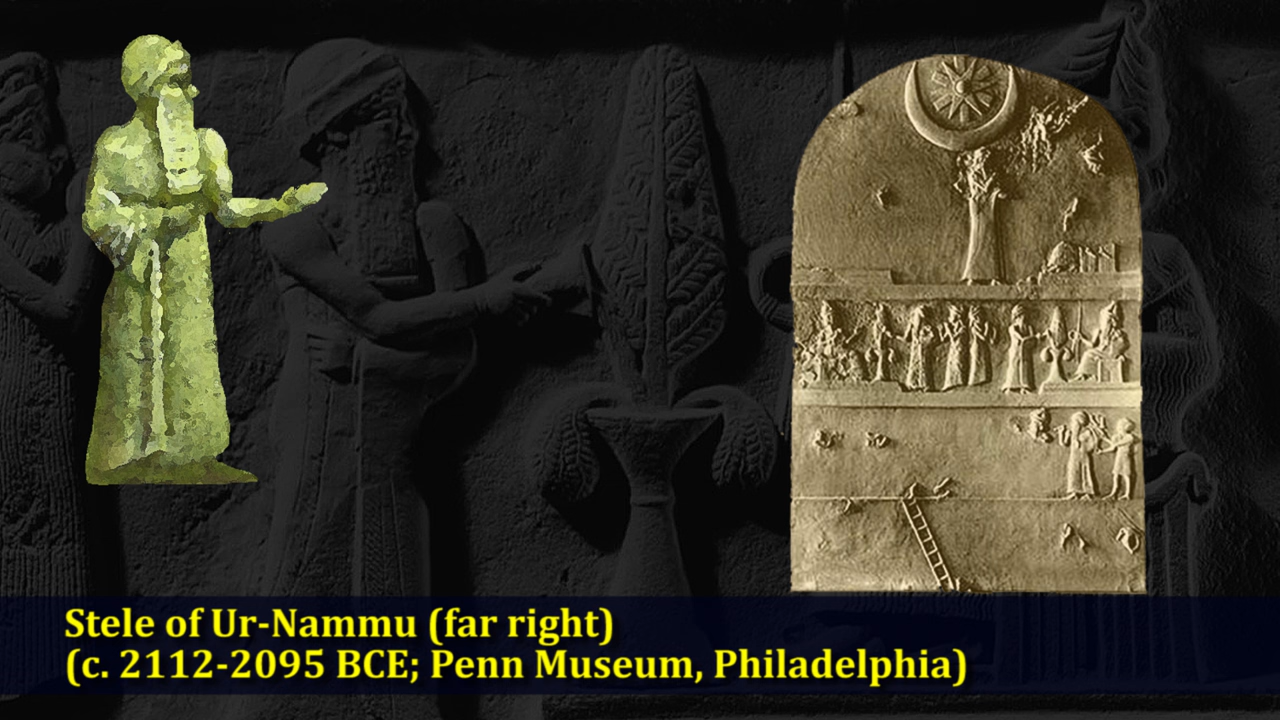 Stele of Ur-Nammu (far right)
(c. 2112-2095 BCE; Penn Museum, Philadelphia)